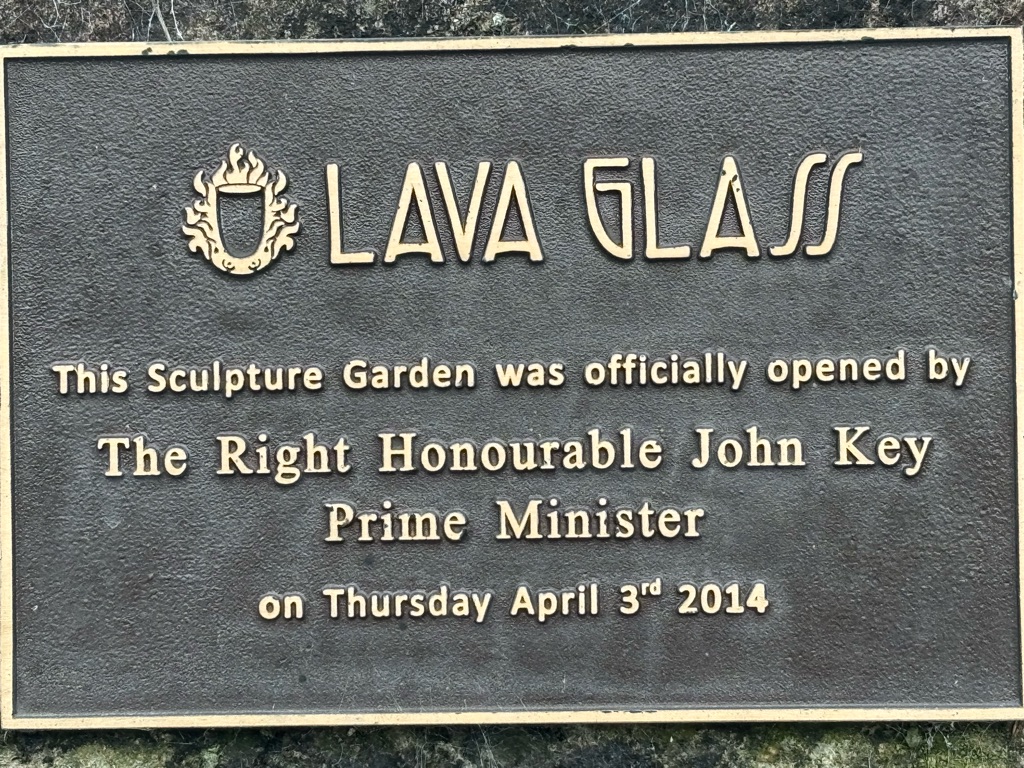 LAVA GLASS
This Sculpture Garden was officially opened by
The Right Honourable John Key
Prime Minister
on Thursday April 3rd 2014